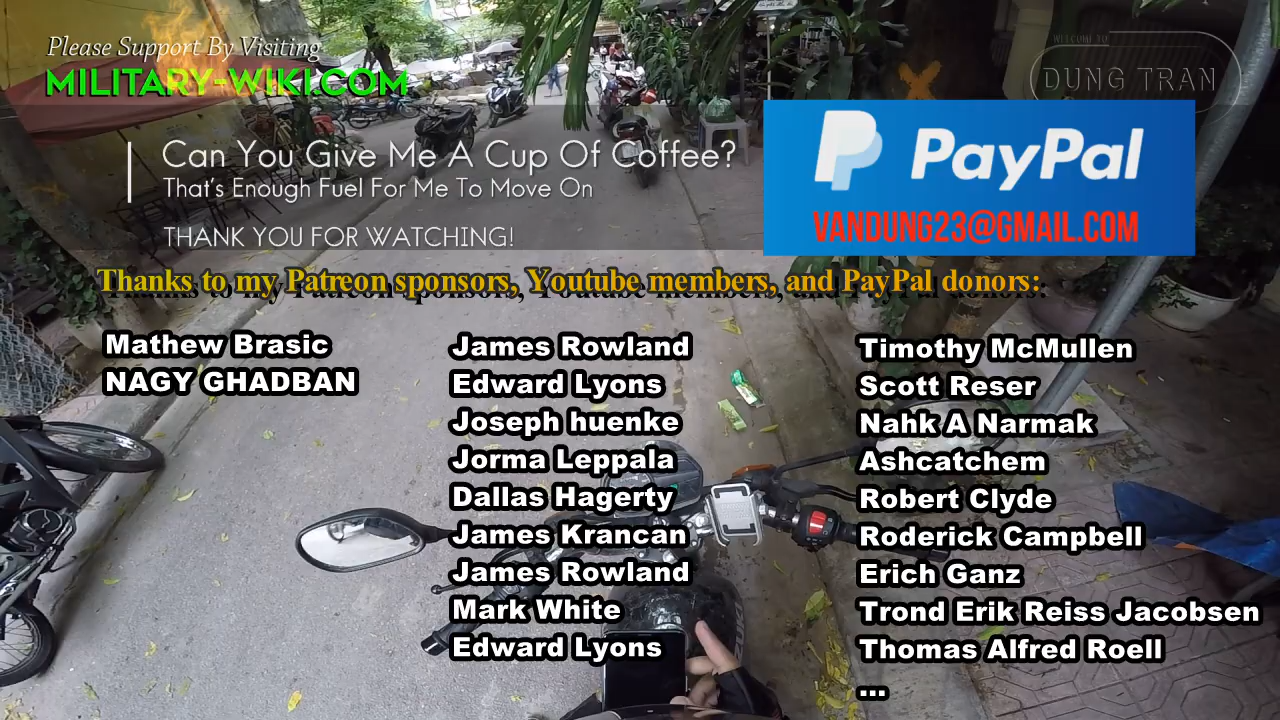 Please Support By Visiting
MILITARY-WIKI.COM
WELCOME TO
DUNG TRAN
Can You Give Me A Cup Of Coffee?
That's Enough Fuel For Me To Move On
THANK YOU FOR WATCHING!
PayPal
VANDUNG23@GMAIL.COM
Thanks to my Patreon sponsors, Youtube members, and PayPal donors:
Mathew Brasic
NAGY GHADBAN
James Rowland
Edward Lyons
Joseph huenke
Jorma Leppala
Dallas Hagerty
James Krancan
James Rowland
Mark White
Edward Lyons
Timothy McMullen
Scott Reser
Nahk A Narmak
Ashcatchem
Robert Clyde
Roderick Campbell
Erich Ganz
Trond Erik Reiss Jacobsen
Thomas Alfred Roell
...